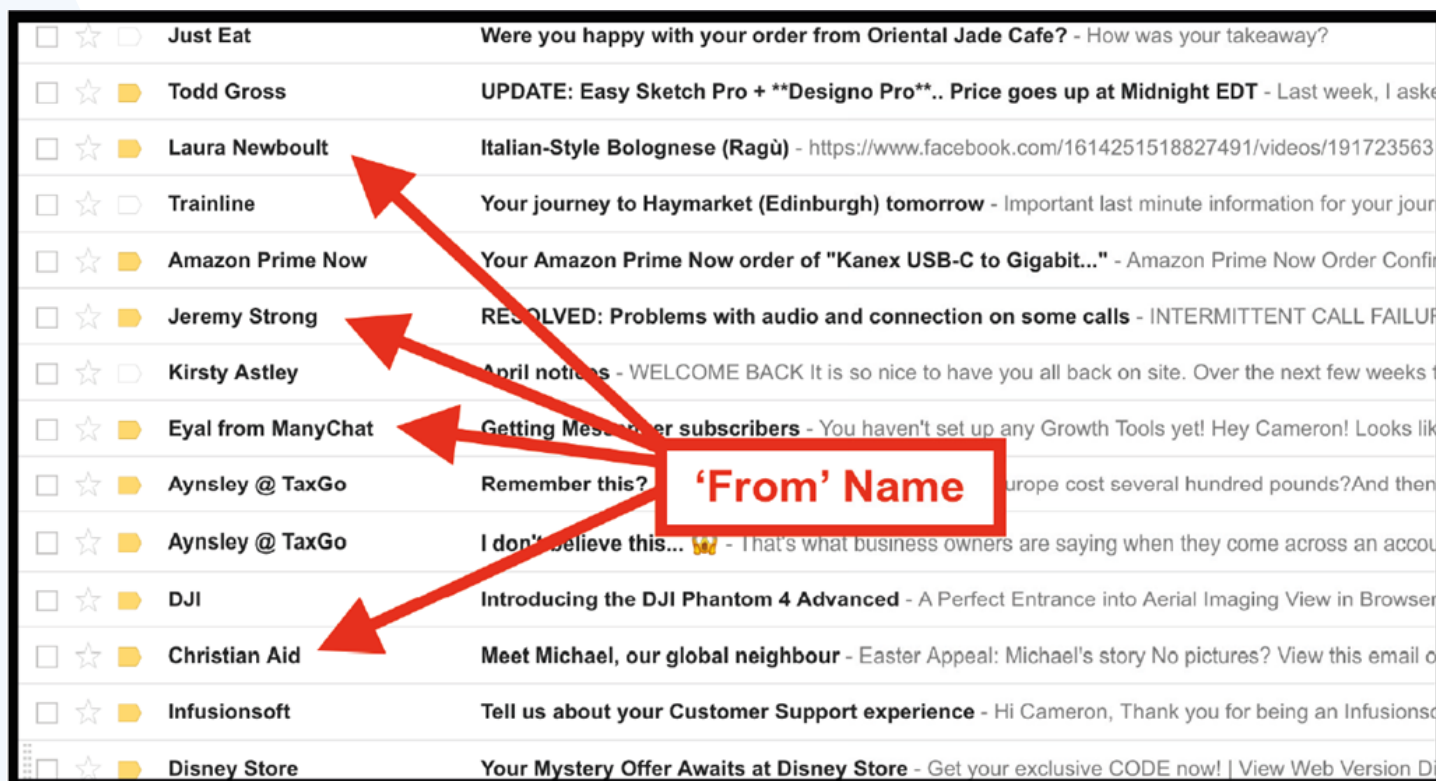 Just Eat Were you happy with your order from Oriental Jade Cafe? - How was your takeaway?
Todd Gross UPDATE: Easy Sketch Pro + **Designo Pro**.. Price goes up at Midnight EDT - Last week, I aske
Laura Newboult Italian-Style Bolognese (Ragù) - https://www.facebook.com/1614251518827491/videos/191723563
Trainline Your journey to Haymarket (Edinburgh) tomorrow - Important last minute information for your jour
Amazon Prime Now Your Amazon Prime Now order of "Kanex USB-C to Gigabit..." - Amazon Prime Now Order Confir
Jeremy Strong RESOLVED: Problems with audio and connection on some calls - INTERMITTENT CALL FAILUR
Kirsty Astley April notices - WELCOME BACK It is so nice to have you all back on site. Over the next few weeks
Eyal from ManyChat Getting Messenger subscribers - You haven't set up any Growth Tools yet! Hey Cameron! Looks lik
Aynsley @ TaxGo Remember this? urope cost several hundred pounds?And then
‘From’ Name
Aynsley @ TaxGo I don't believe this... 😱 - That's what business owners are saying when they come across an accou
DJI Introducing the DJI Phantom 4 Advanced - A Perfect Entrance into Aerial Imaging View in Browser
Christian Aid Meet Michael, our global neighbour - Easter Appeal: Michael's story No pictures? View this email o
Infusionsoft Tell us about your Customer Support experience - Hi Cameron, Thank you for being an Infusionso
Disney Store Your Mystery Offer Awaits at Disney Store - Get your exclusive CODE now! | View Web Version Di